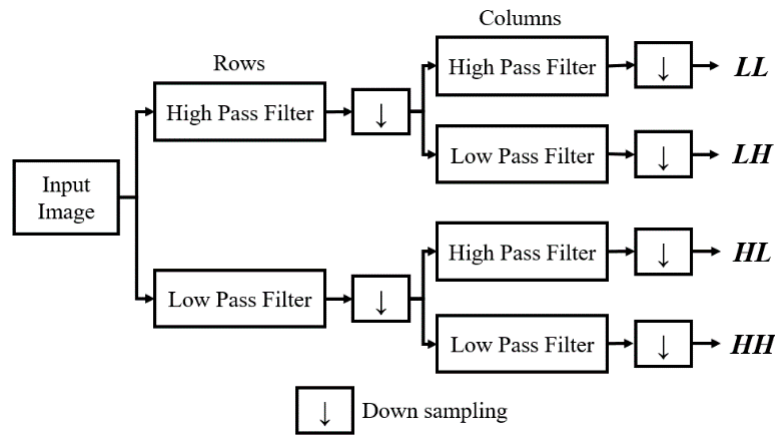 Columns
Rows
High Pass Filter
↓
LL
High Pass Filter
↓
Low Pass Filter
↓
LH
Input
Image
High Pass Filter
↓
HL
Low Pass Filter
↓
Low Pass Filter
↓
HH
↓
Down sampling